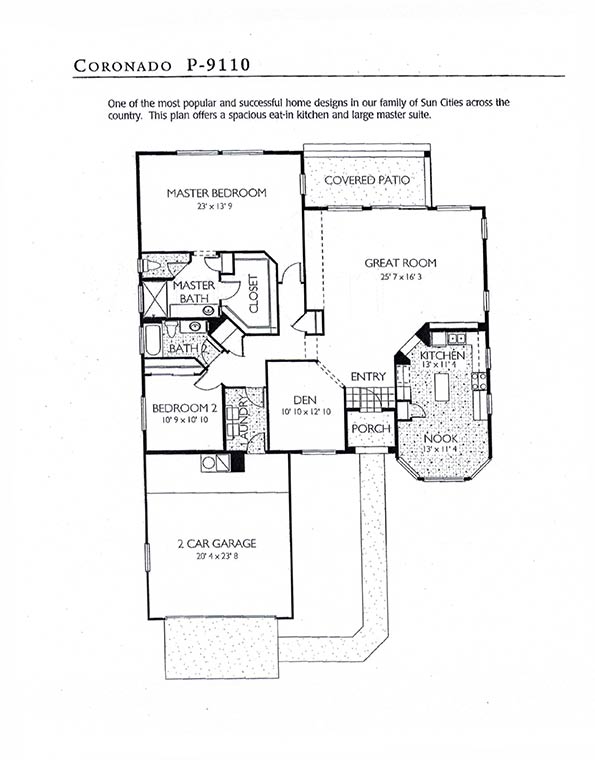 CORONADO P-9110
One of the most popular and successful home designs in our family of Sun Cities across the
country. This plan offers a spacious eat-in kitchen and large master suite.
MASTER BEDROOM
23' x 13' 9
COVERED PATIO
GREAT ROOM
25' 7 x 16' 3
MASTER
BATH
CLOSET
BATH 2
KITCHEN
13' x 11' 4
ENTRY
BEDROOM 2
10' 9 x 10' 10
LAUNDRY
DEN
10' 10 x 12' 10
PORCH
NOOK
13' x 11' 4
2 CAR GARAGE
20' 4 x 23' 8